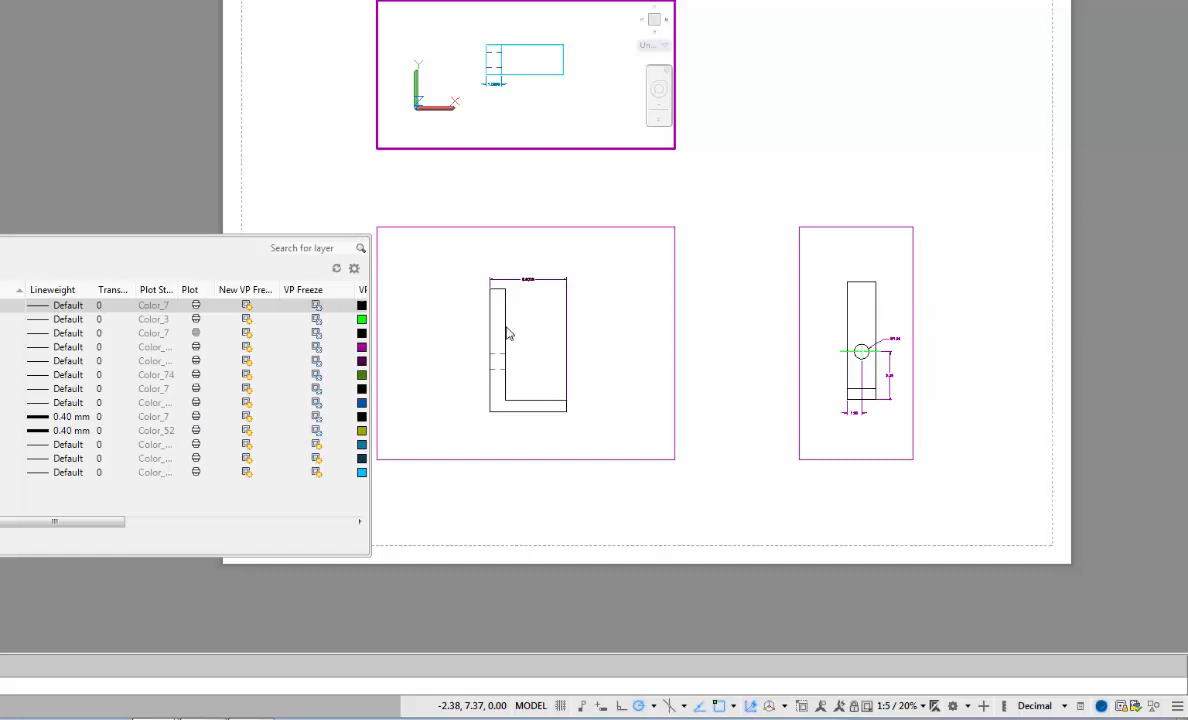 Un...
Y
X
Search for layer
Lineweight Trans... Plot St... Plot New VP Fre... VP Freeze VP
Default 0 Color_7
Default 0 Color_3
Default 0 Color_7
Default 0 Color_...
Default 0 Color_...
Default 0 Color_74
Default 0 Color_7
Default 0 Color_...
0.40 mm 0 Color_7
0.40 mm 0 Color_52
Default 0 Color_...
Default 0 Color_...
Default 0 Color_...
-2.38, 7.37, 0.00 MODEL 1:5 / 20% Decimal